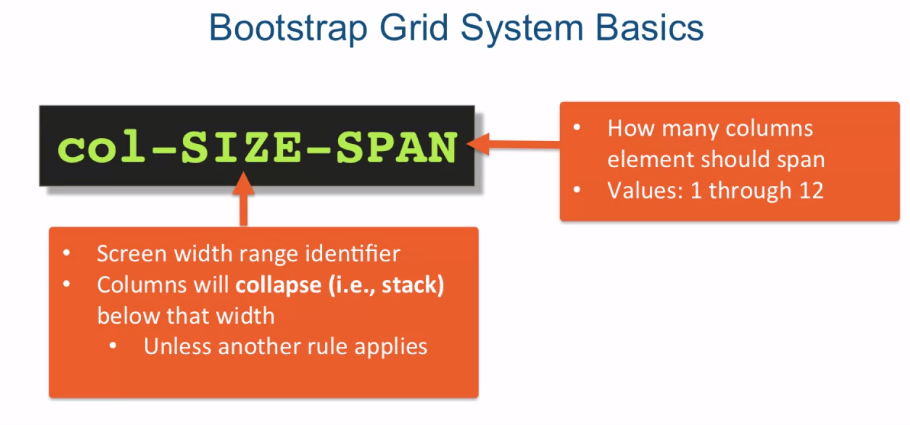 Bootstrap Grid System Basics
col-SIZE-SPAN
• How many columns
element should span
• Values: 1 through 12
• Screen width range identifier
• Columns will collapse (i.e., stack)
below that width
• Unless another rule applies